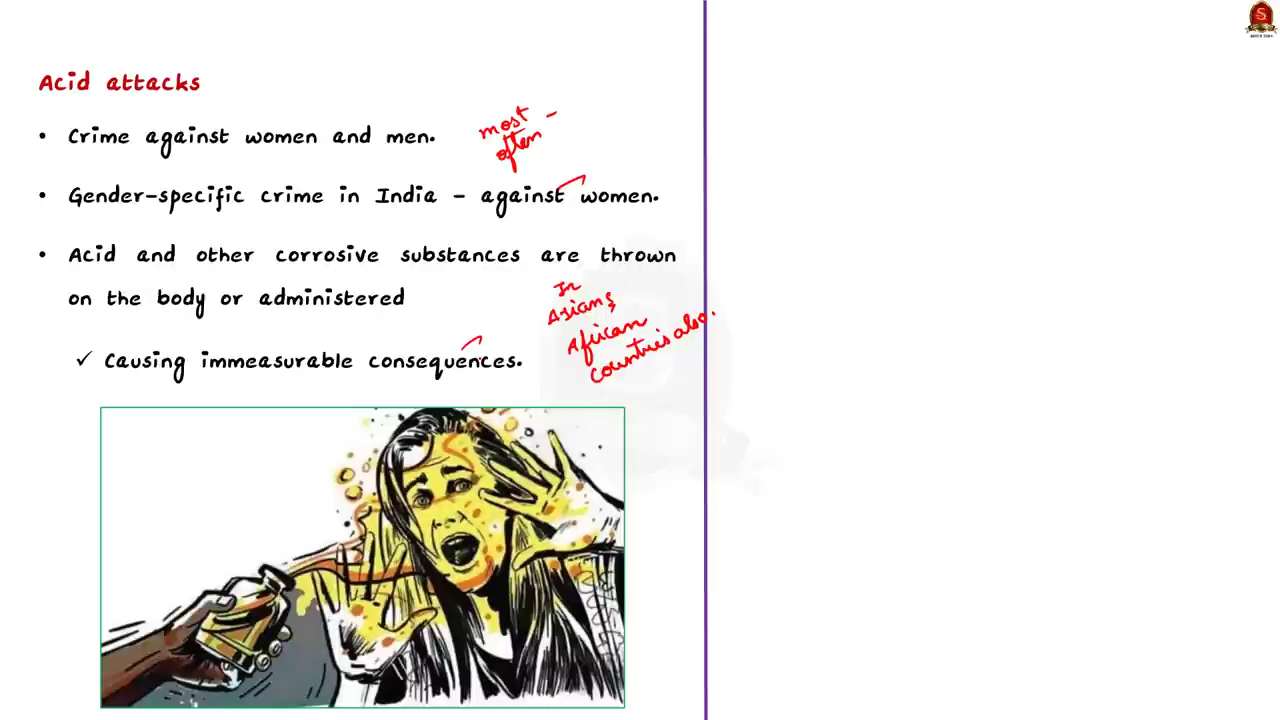 Acid attacks
• Crime against women and men.
most -
often
• Gender-specific crime in India - against women.
• Acid and other corrosive substances are thrown
on the body or administered
In
Asian &
African
countries also.
✓ Causing immeasurable consequences.
S